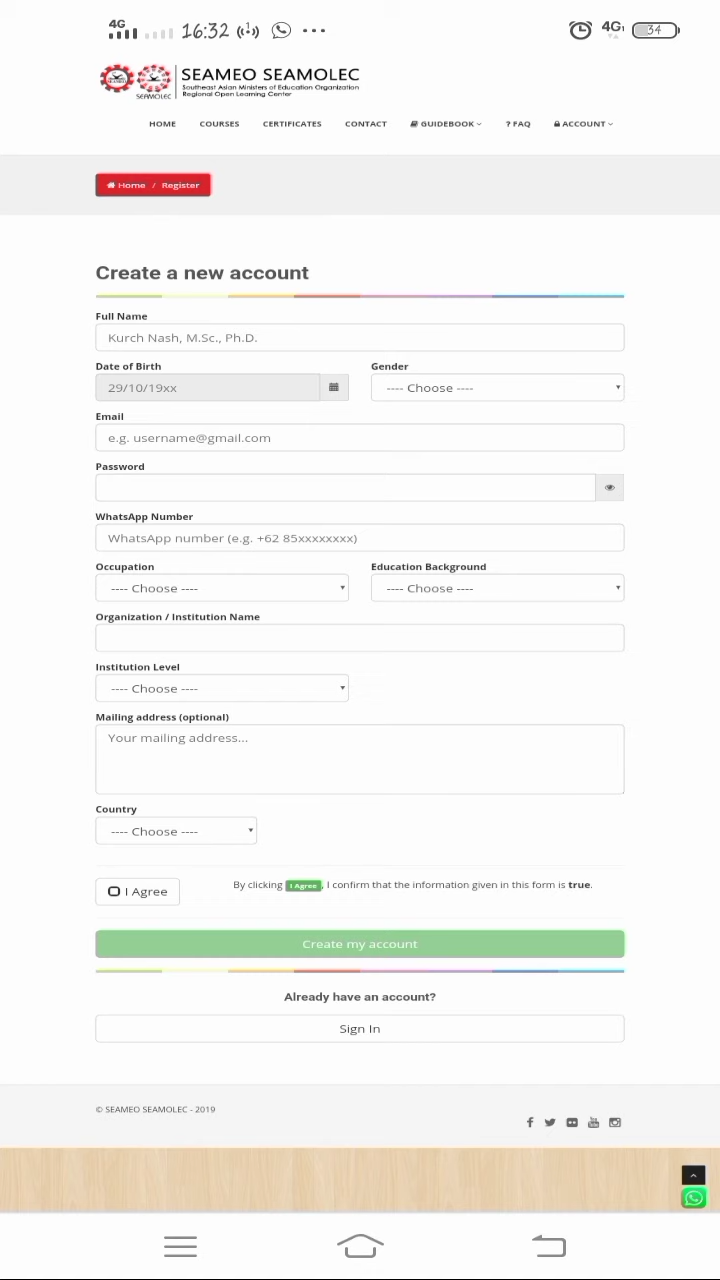 4G 16:32 4G 34
SEAMEO SEAMOLEC
Southeast Asian Ministers of Education Organization
Regional Open Learning Center
SEAMOLEC
HOME COURSES CERTIFICATES CONTACT GUIDEBOOK ? FAQ ACCOUNT
Home / Register
Create a new account
Full Name
Kurch Nash, M.Sc., Ph.D.
Date of Birth Gender
29/10/19xx ---- Choose ----
Email
e.g. username@gmail.com
Password
WhatsApp Number
WhatsApp number (e.g. +62 85xxxxxxxx)
Occupation Education Background
---- Choose ---- ---- Choose ----
Organization / Institution Name
Institution Level
---- Choose ----
Mailing address (optional)
Your mailing address...
Country
---- Choose ----
I Agree By clicking I Agree, I confirm that the information given in this form is true.
Create my account
Already have an account?
Sign In
© SEAMEO SEAMOLEC - 2019